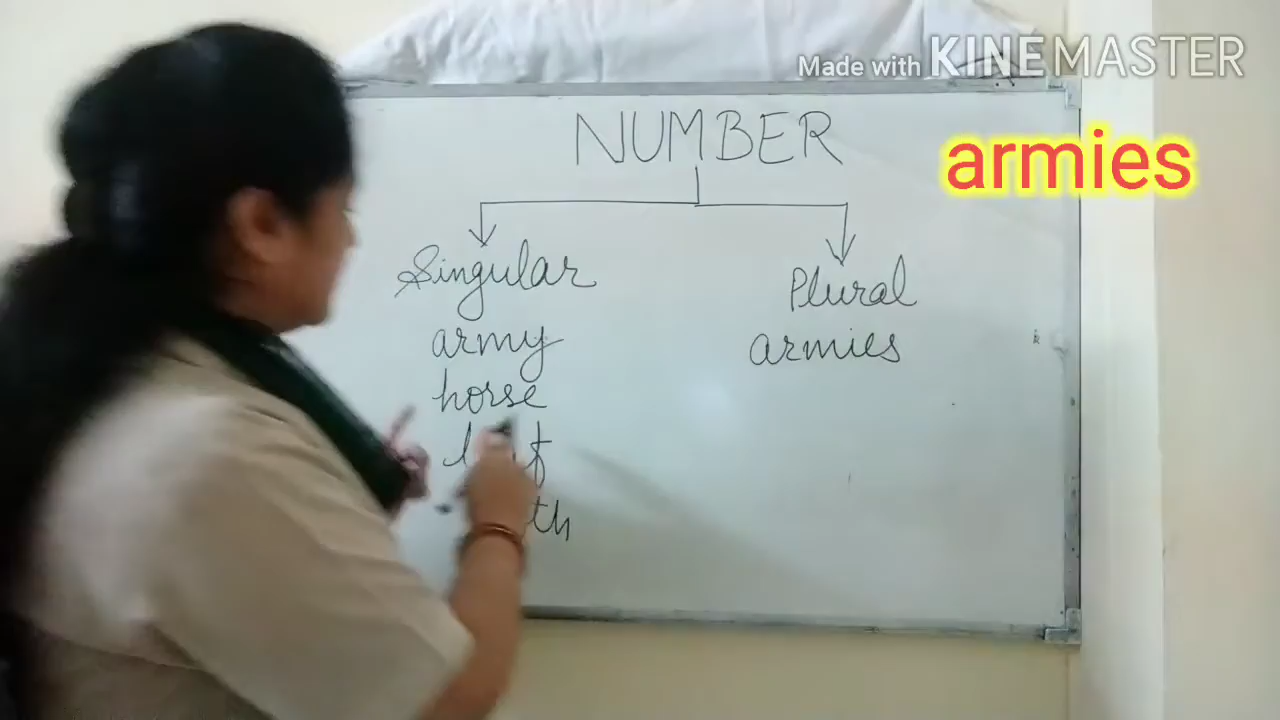 Made with KINEMASTER
armies
NUMBER
Singular
Plural
army
armies
horse